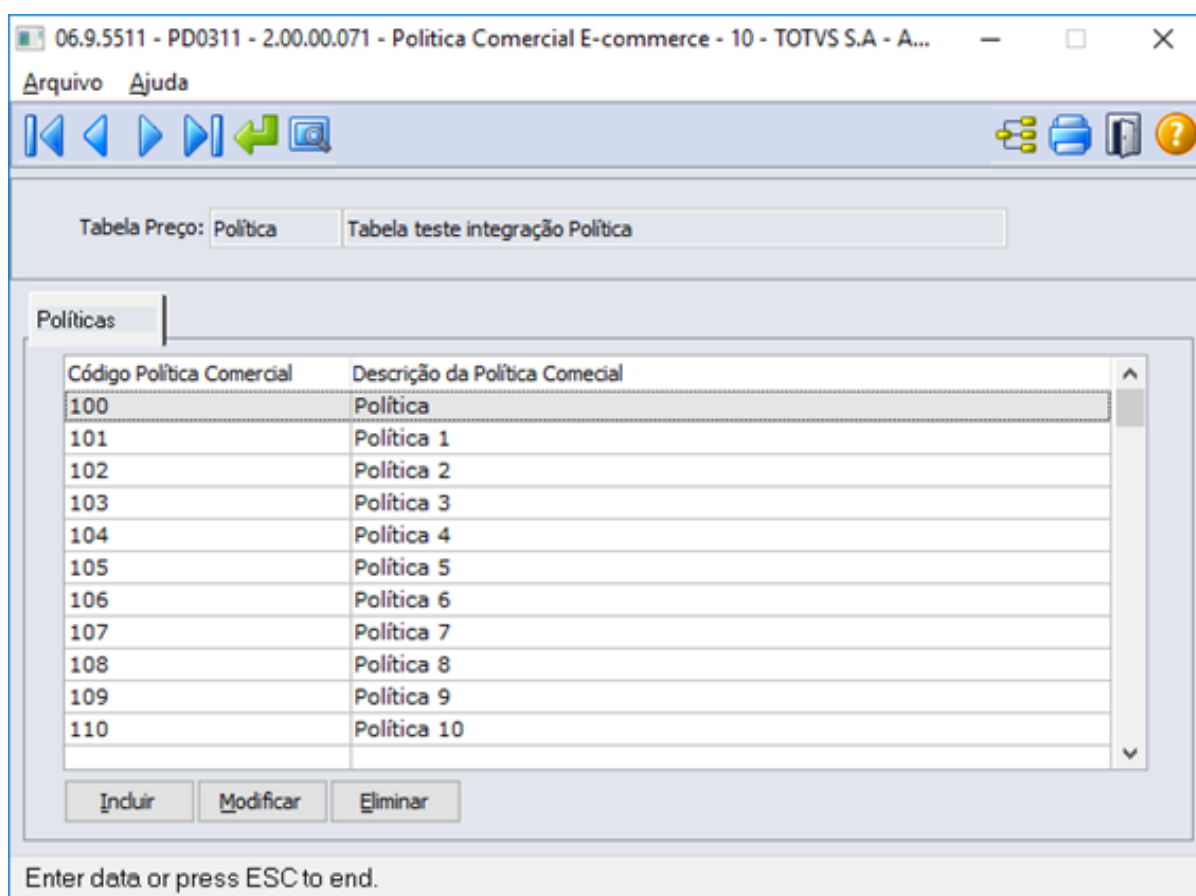 06.9.5511 - PD0311 - 2.00.00.071 - Politica Comercial E-commerce - 10 - TOTVS S.A - A...
Arquivo Ajuda
Tabela Preço: Política Tabela teste integração Política
Políticas
Código Política Comercial Descrição da Política Comecial
100 Política
101 Política 1
102 Política 2
103 Política 3
104 Política 4
105 Política 5
106 Política 6
107 Política 7
108 Política 8
109 Política 9
110 Política 10
Incluir Modificar Eliminar
Enter data or press ESC to end.